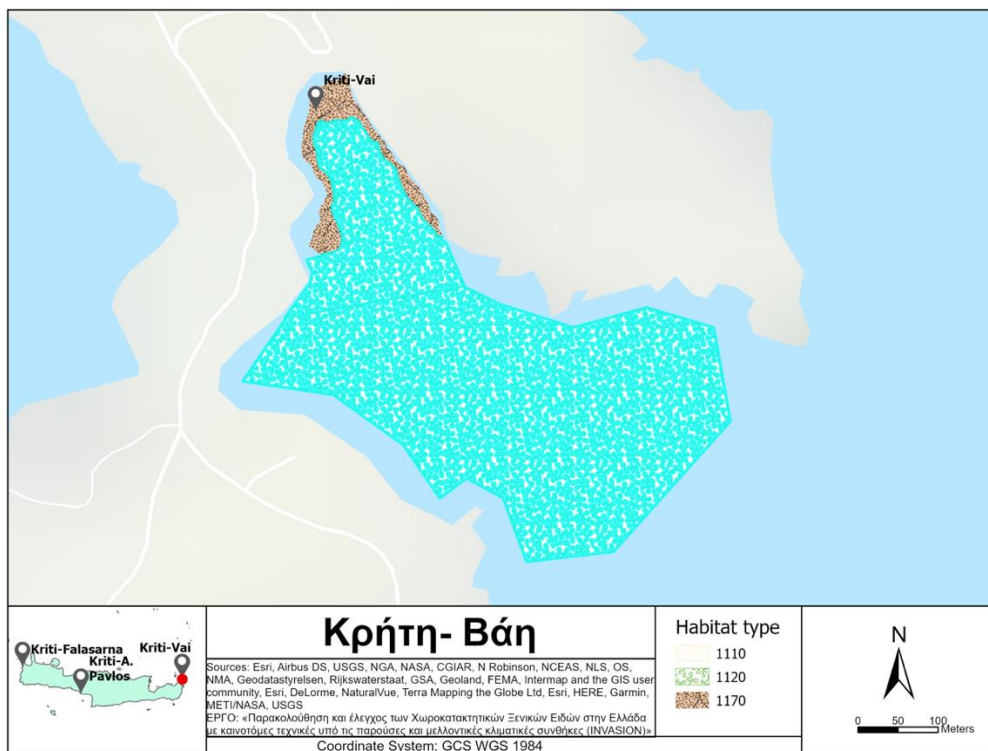 Kriti-Vai
Kriti-Falasarna
Kriti-A.
Pavlos
Kriti-Vai
Κρήτη- Βάη
Sources: Esri, Airbus DS, USGS, NGA, NASA, CGIAR, N Robinson, NCEAS, NLS, OS,
NMA, Geodatastyrelsen, Rijkswaterstaat, GSA, Geoland, FEMA, Intermap and the GIS user
community, Esri, DeLorme, NaturalVue, Terra Mapping the Globe Ltd, Esri, HERE, Garmin,
METI/NASA, USGS
ΕΡΓΟ: «Παρακολούθηση και έλεγχος των Χωροκατακτητικών Ξενικών Ειδών στην Ελλάδα
με καινοτόμες τεχνικές υπό τις παρούσες και μελλοντικές κλιματικές συνθήκες (INVASION)»
Coordinate System: GCS WGS 1984
Habitat type
1110
1120
1170
N
0 50 100
Meters